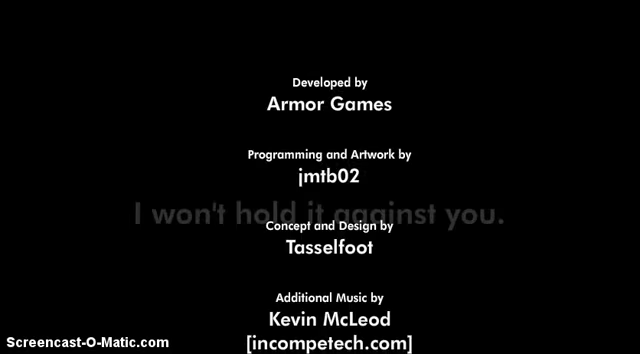 Developed by
Armor Games
Programming and Artwork by
jmtb02
I won't hold it against you.
Concept and Design by
Tasselfoot
Additional Music by
Kevin McLeod
[incompetech.com]
Screencast-O-Matic.com